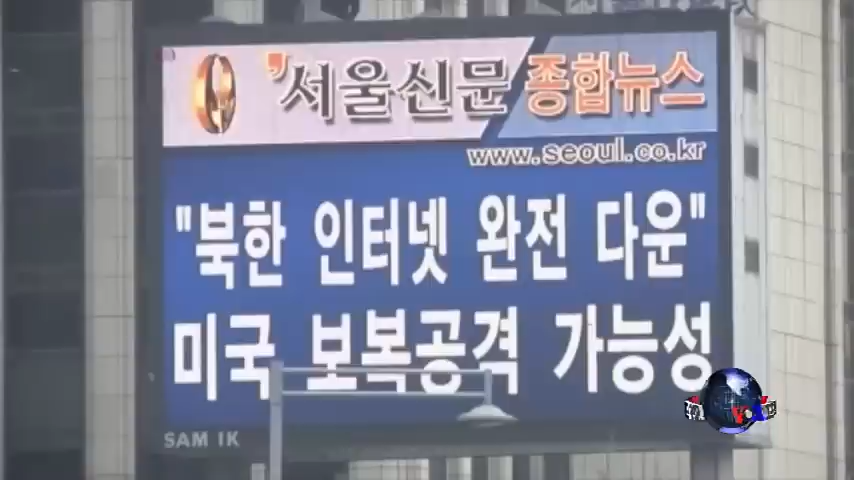 '서울신문 종합뉴스
www.seoul.co.kr
"북한 인터넷 완전 다운"
미국 보복공격 가능성
SAM IK
VOA